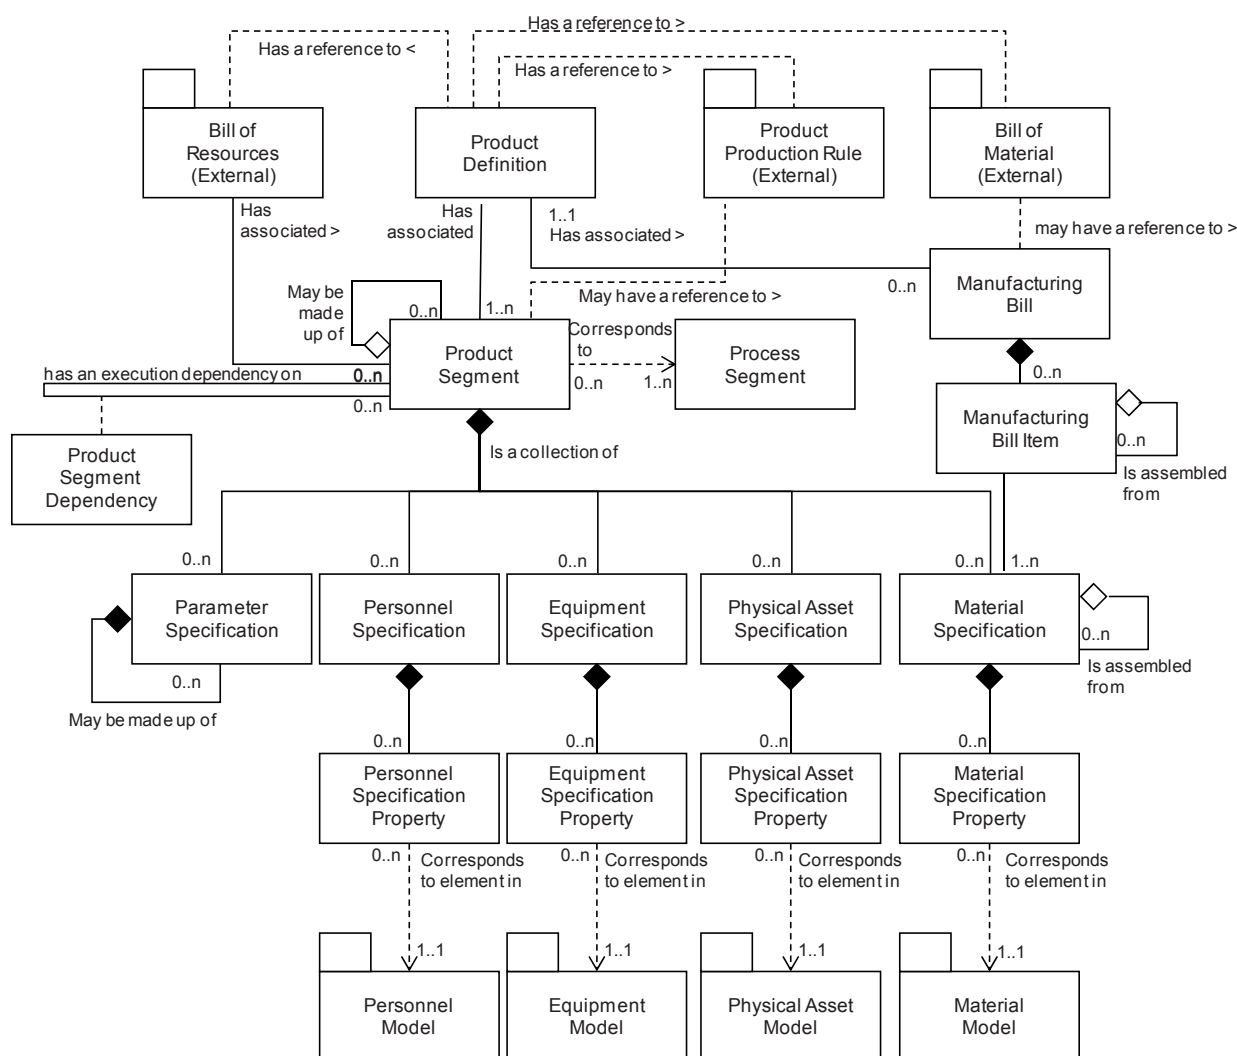 Has a reference to >
Has a reference to <
Has a reference to >
Bill of
Resources
(External)
Product
Definition
Product
Production Rule
(External)
Bill of
Material
(External)
Has
associated >
Has
associated
1..1
Has associated >
may have a reference to >
0..n
Manufacturing
Bill
May be
made
up of
0..n
1..n
May have a reference to >
Product
Segment
Corresponds
to
0..n
1..n
Process
Segment
has an execution dependency on
0..n
0..n
0..n
Manufacturing
Bill Item
0..n
Is assembled
from
Product
Segment
Dependency
Is a collection of
0..n
0..n
0..n
0..n
0..n
1..n
Parameter
Specification
Personnel
Specification
Equipment
Specification
Physical Asset
Specification
Material
Specification
0..n
Is assembled
from
0..n
May be made up of
0..n
0..n
0..n
0..n
Personnel
Specification
Property
Equipment
Specification
Property
Physical Asset
Specification
Property
Material
Specification
Property
0..n
Corresponds
to element in
0..n
Corresponds
to element in
0..n
Corresponds
to element in
0..n
Corresponds
to element in
1..1
1..1
1..1
1..1
Personnel
Model
Equipment
Model
Physical Asset
Model
Material
Model